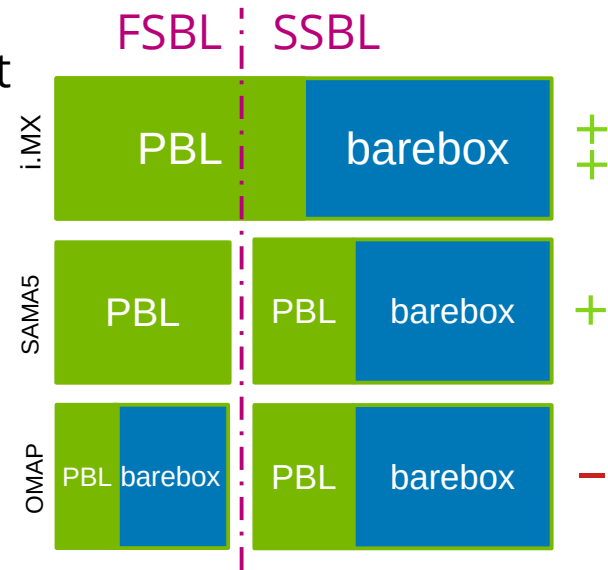 FSBL SSBL
t
i.MX
PBL barebox
+
+
SAMA5
PBL PBL barebox
+
OMAP
PBL barebox PBL barebox
−